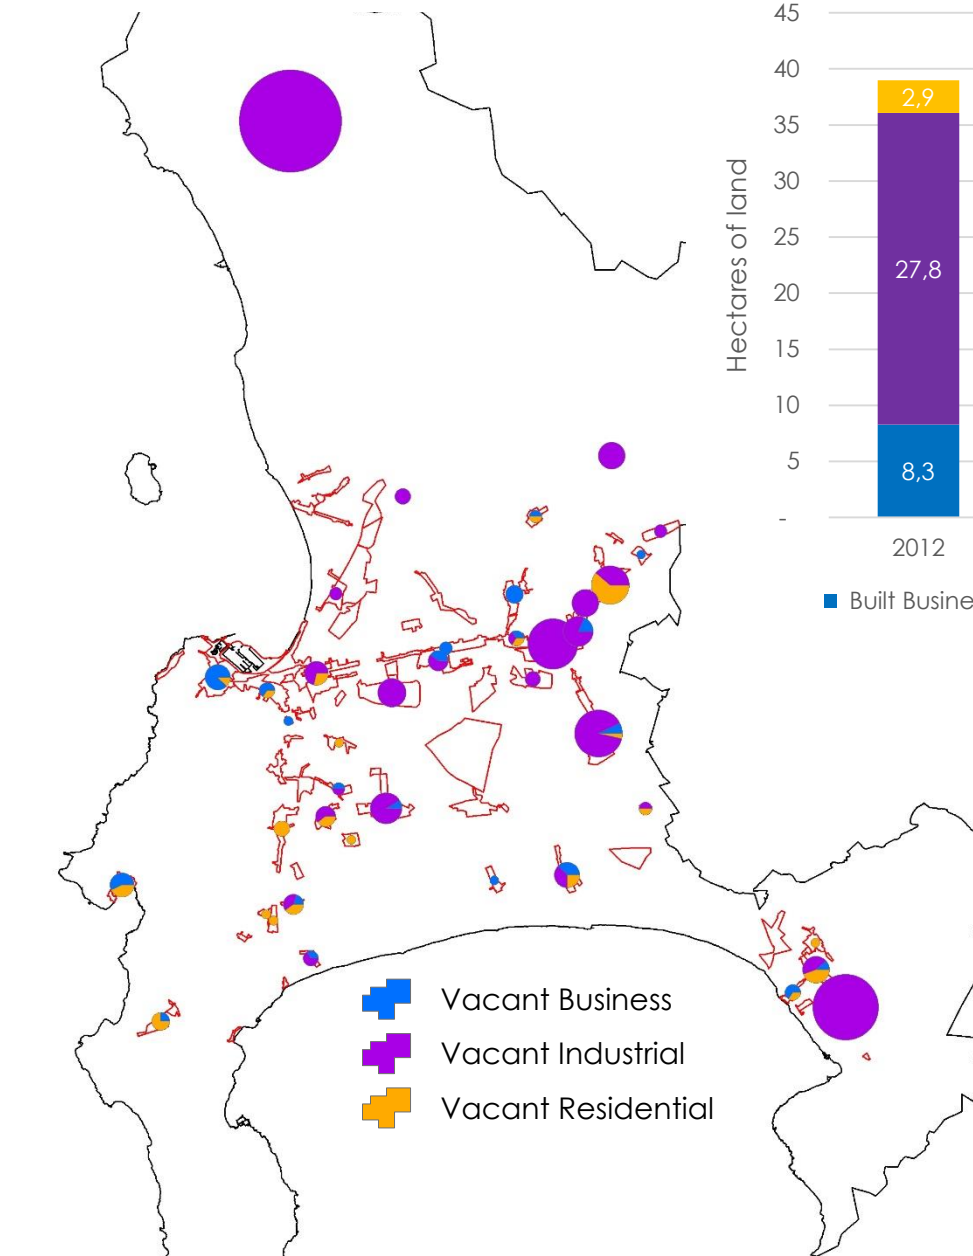 45
40
35
30
25
20
15
10
5
-
Hectares of land
2,9
27,8
8,3
2012
Built Busine
Vacant Business
Vacant Industrial
Vacant Residential